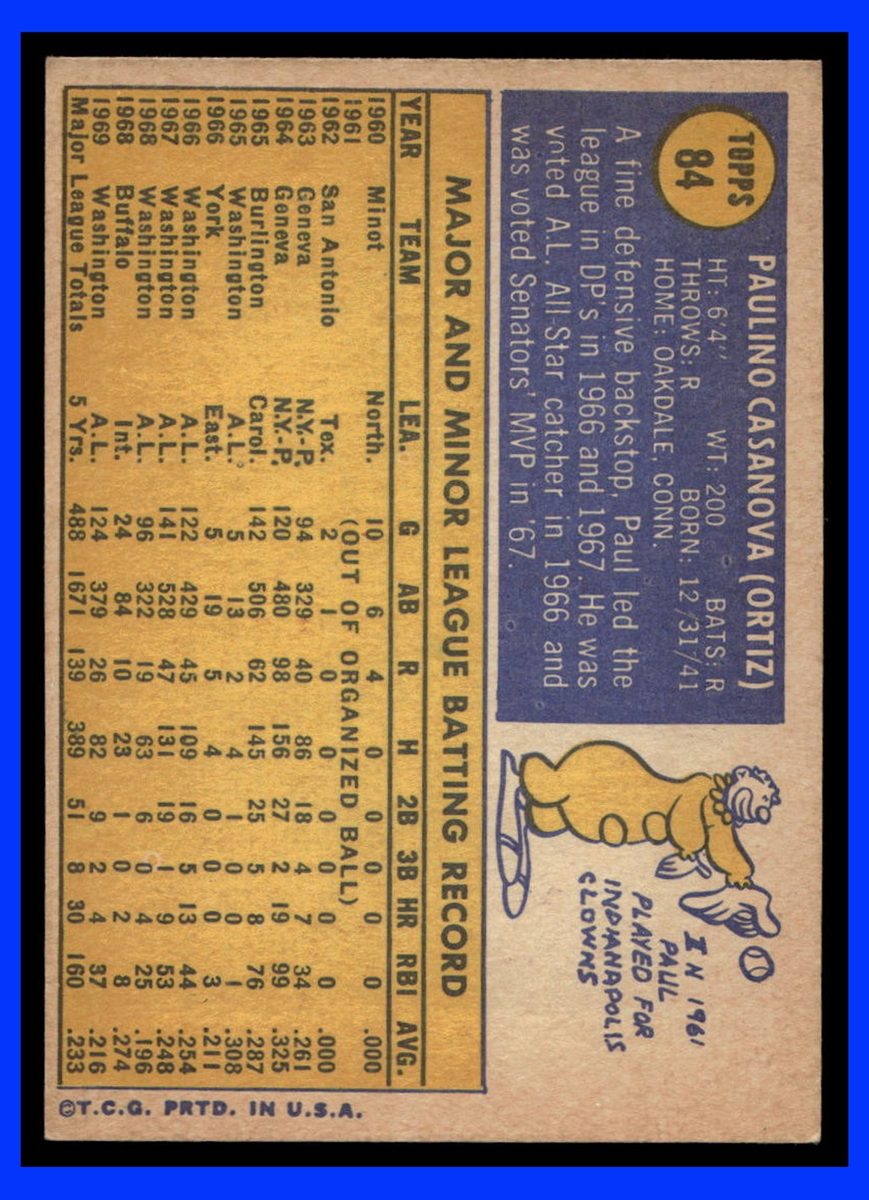 TOPPS
84
PAULINO CASANOVA (ORTIZ)
HT: 6'4" WT: 200 BATS: R
THROWS: R BORN: 12/31/41
HOME: OAKDALE, CONN.
A fine defensive backstop, Paul led the
league in DP's in 1966 and 1967. He was
voted A.L. All-Star catcher in 1966 and
was voted Senators' MVP in '67.
IN 1961
PAUL
PLAYED FOR
INDIANAPOLIS
CLOWNS
MAJOR AND MINOR LEAGUE BATTING RECORD
YEAR TEAM LEA. G AB R H 2B 3B HR RBI AVG.
1960 Minot North. 10 6 4 0 0 0 0 0 .000
1961 (OUT OF ORGANIZED BALL)
1962 San Antonio Tex. 2 1 0 0 0 0 0 0 .000
1963 Geneva N.Y.-P. 94 329 40 86 18 4 7 34 .261
1964 Geneva N.Y.-P. 120 480 98 156 27 2 19 99 .325
1965 Burlington Carol. 142 506 62 145 25 5 8 76 .287
1965 Washington A.L. 5 13 2 4 1 0 0 1 .308
1966 York East. 5 19 5 4 0 0 0 3 .211
1966 Washington A.L. 122 429 45 109 16 5 13 44 .254
1967 Washington A.L. 141 528 47 131 19 1 9 53 .248
1968 Washington A.L. 96 322 19 63 6 0 4 25 .196
1968 Buffalo Int. 24 84 10 23 1 0 2 8 .274
1969 Washington A.L. 124 379 26 82 9 2 4 37 .216
Major League Totals 5 Yrs. 488 1671 139 389 51 8 30 160 .233
©T.C.G. PRTD. IN U.S.A.